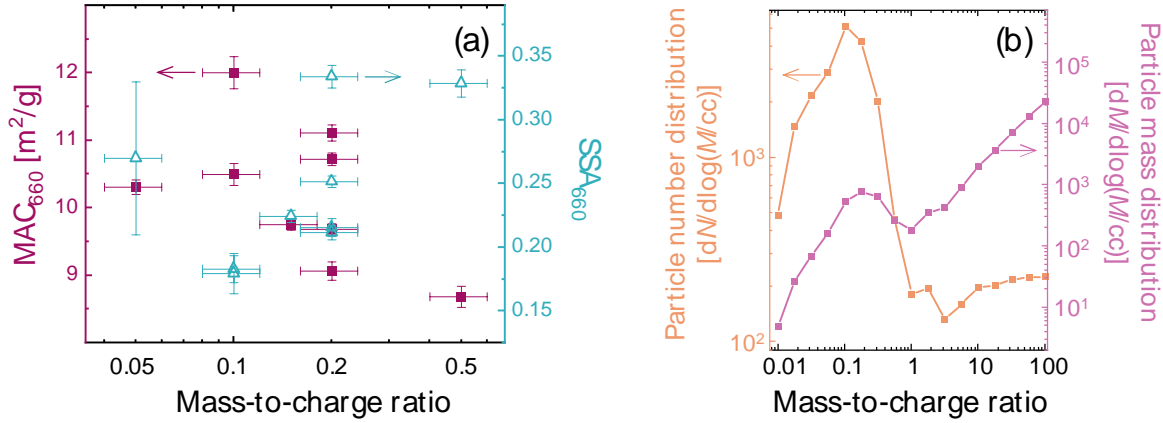 (a)
MAC660 [m²/g]
12
11
10
9
0.35
0.30
0.25
0.20
0.15
SSA660
0.05
0.1
0.2
0.5
Mass-to-charge ratio
(b)
Particle number distribution
[dN/dlog(M/cc)]
10³
10²
10⁵
10⁴
10³
10²
10¹
Particle mass distribution
[dM/dlog(M/cc)]
0.01
0.1
1
10
100
Mass-to-charge ratio